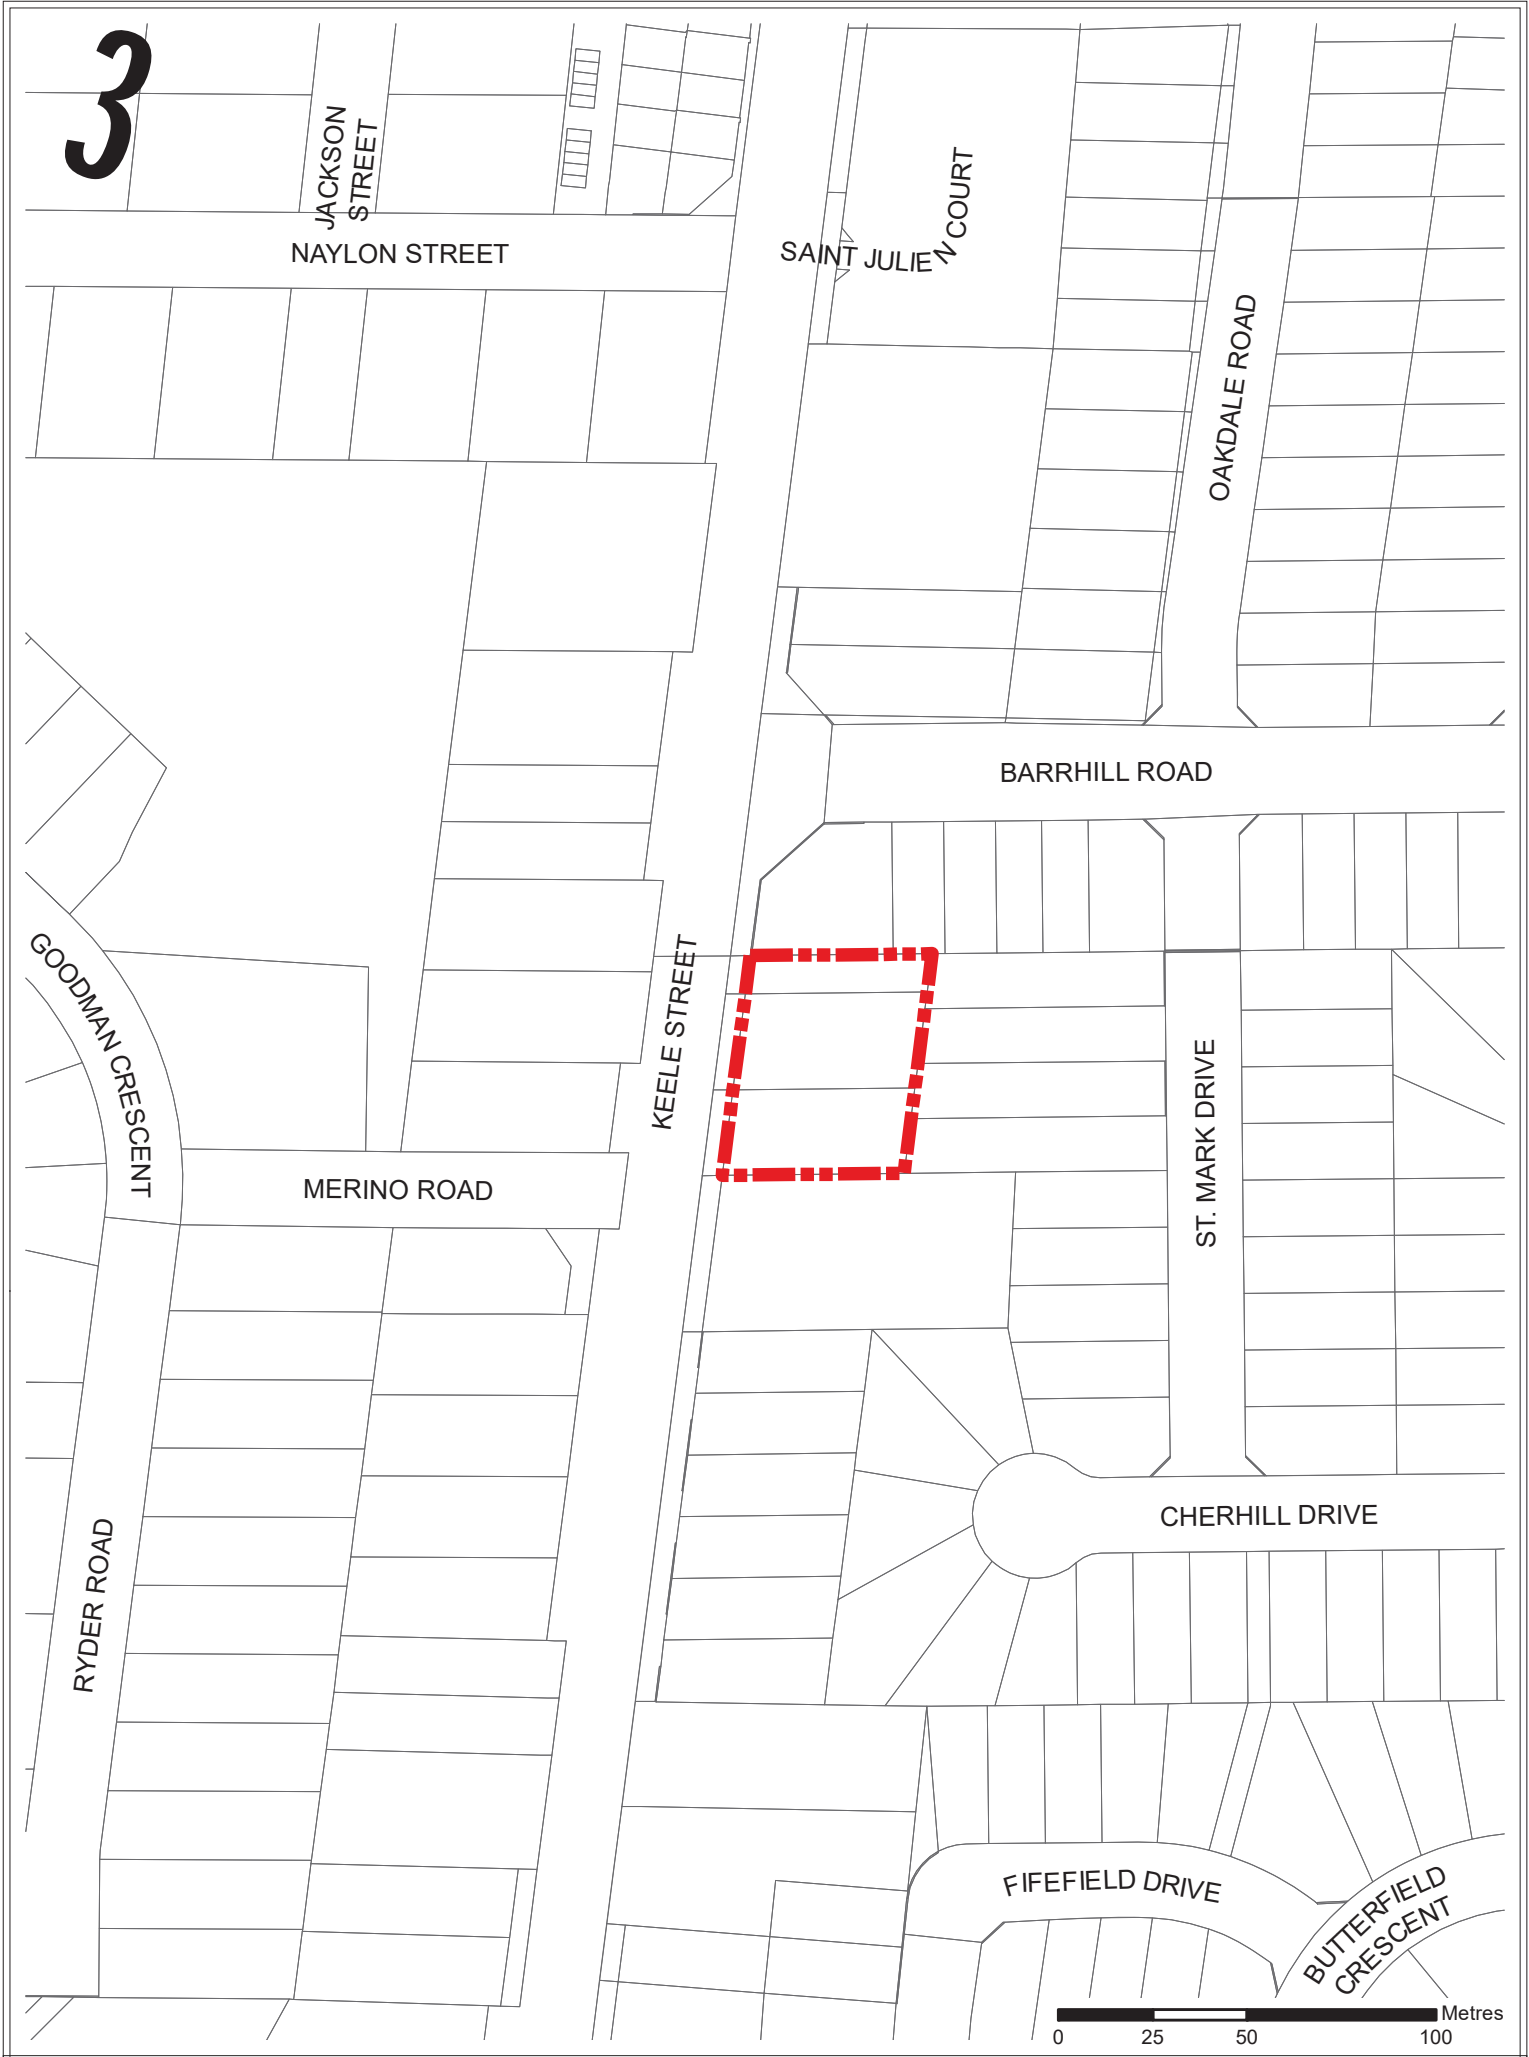 3
JACKSON
STREET
NAYLON STREET
SAINT JULIEN COURT
OAKDALE ROAD
BARRHILL ROAD
GOODMAN CRESCENT
KEELE STREET
ST. MARK DRIVE
MERINO ROAD
CHERHILL DRIVE
RYDER ROAD
FIFEFIELD DRIVE
BUTTERFIELD
CRESCENT
Metres
0 25 50 100